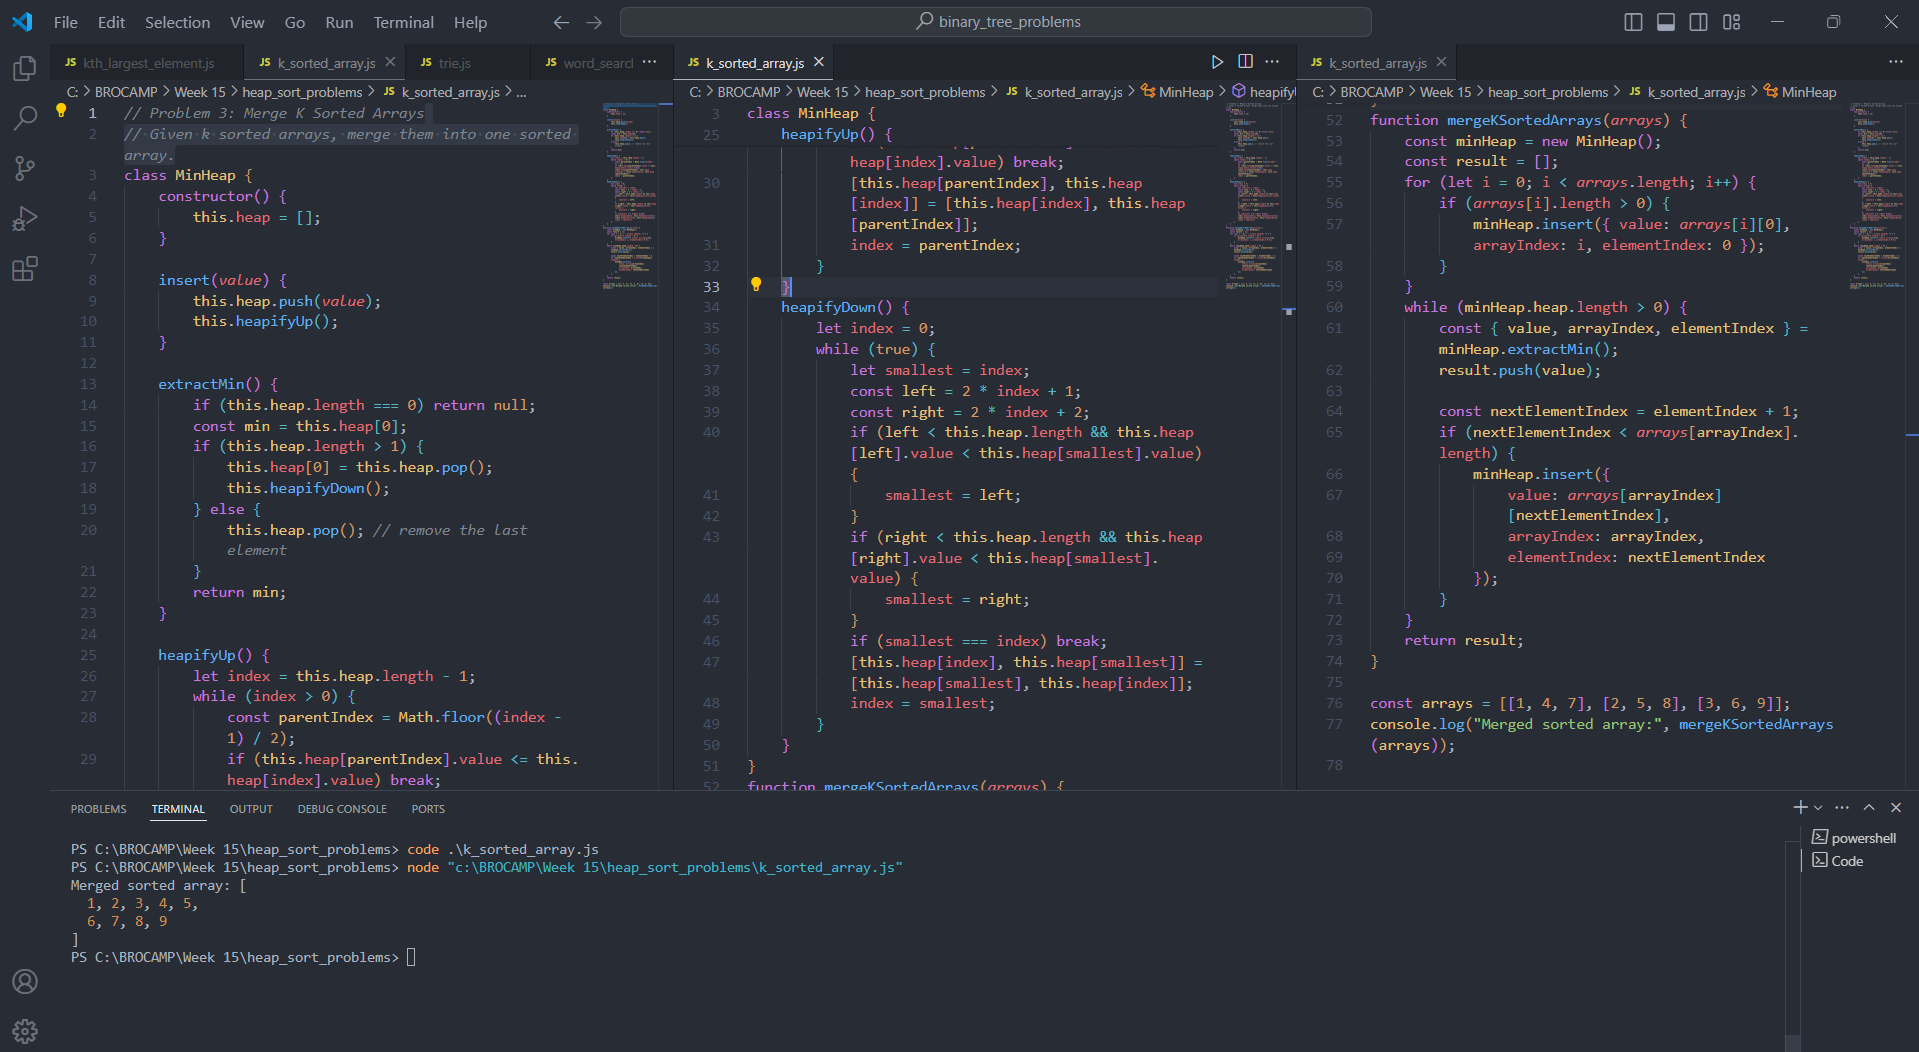 File Edit Selection View Go Run Terminal Help
binary_tree_problems
JS kth_largest_element.js
JS k_sorted_array.js
JS trie.js
JS word_searcl
C: > BROCAMP > Week 15 > heap_sort_problems > JS k_sorted_array.js > ...
1 // Problem 3: Merge K Sorted Arrays
2 // Given k sorted arrays, merge them into one sorted
array.
3 class MinHeap {
4 constructor() {
5 this.heap = [];
6 }
7
8 insert(value) {
9 this.heap.push(value);
10 this.heapifyUp();
11 }
12
13 extractMin() {
14 if (this.heap.length === 0) return null;
15 const min = this.heap[0];
16 if (this.heap.length > 1) {
17 this.heap[0] = this.heap.pop();
18 this.heapifyDown();
19 } else {
20 this.heap.pop(); // remove the last
element
21 }
22 return min;
23 }
24
25 heapifyUp() {
26 let index = this.heap.length - 1;
27 while (index > 0) {
28 const parentIndex = Math.floor((index -
1) / 2);
29 if (this.heap[parentIndex].value <= this.
heap[index].value) break;
JS k_sorted_array.js
C: > BROCAMP > Week 15 > heap_sort_problems > JS k_sorted_array.js > MinHeap > heapify
3 class MinHeap {
25 heapifyUp() {
heap[index].value) break;
30 [this.heap[parentIndex], this.heap
[index]] = [this.heap[index], this.heap
[parentIndex]];
31 index = parentIndex;
32 }
33 }
34 heapifyDown() {
35 let index = 0;
36 while (true) {
37 let smallest = index;
38 const left = 2 * index + 1;
39 const right = 2 * index + 2;
40 if (left < this.heap.length && this.heap
[left].value < this.heap[smallest].value)
{
41 smallest = left;
42 }
43 if (right < this.heap.length && this.heap
[right].value < this.heap[smallest].
value) {
44 smallest = right;
45 }
46 if (smallest === index) break;
47 [this.heap[index], this.heap[smallest]] =
[this.heap[smallest], this.heap[index]];
48 index = smallest;
49 }
50 }
51 }
52 function mergeKSortedArrays(arrays) {
JS k_sorted_array.js
C: > BROCAMP > Week 15 > heap_sort_problems > JS k_sorted_array.js > MinHeap
52 function mergeKSortedArrays(arrays) {
53 const minHeap = new MinHeap();
54 const result = [];
55 for (let i = 0; i < arrays.length; i++) {
56 if (arrays[i].length > 0) {
57 minHeap.insert({ value: arrays[i][0],
arrayIndex: i, elementIndex: 0 });
58 }
59 }
60 while (minHeap.heap.length > 0) {
61 const { value, arrayIndex, elementIndex } =
minHeap.extractMin();
62 result.push(value);
63
64 const nextElementIndex = elementIndex + 1;
65 if (nextElementIndex < arrays[arrayIndex].
length) {
66 minHeap.insert({
67 value: arrays[arrayIndex]
[nextElementIndex],
68 arrayIndex: arrayIndex,
69 elementIndex: nextElementIndex
70 });
71 }
72 }
73 return result;
74 }
75
76 const arrays = [[1, 4, 7], [2, 5, 8], [3, 6, 9]];
77 console.log("Merged sorted array:", mergeKSortedArrays
(arrays));
78
PROBLEMS TERMINAL OUTPUT DEBUG CONSOLE PORTS
PS C:\BROCAMP\Week 15\heap_sort_problems> code .\k_sorted_array.js
PS C:\BROCAMP\Week 15\heap_sort_problems> node "c:\BROCAMP\Week 15\heap_sort_problems\k_sorted_array.js"
Merged sorted array: [
1, 2, 3, 4, 5,
6, 7, 8, 9
]
PS C:\BROCAMP\Week 15\heap_sort_problems>
powershell
Code